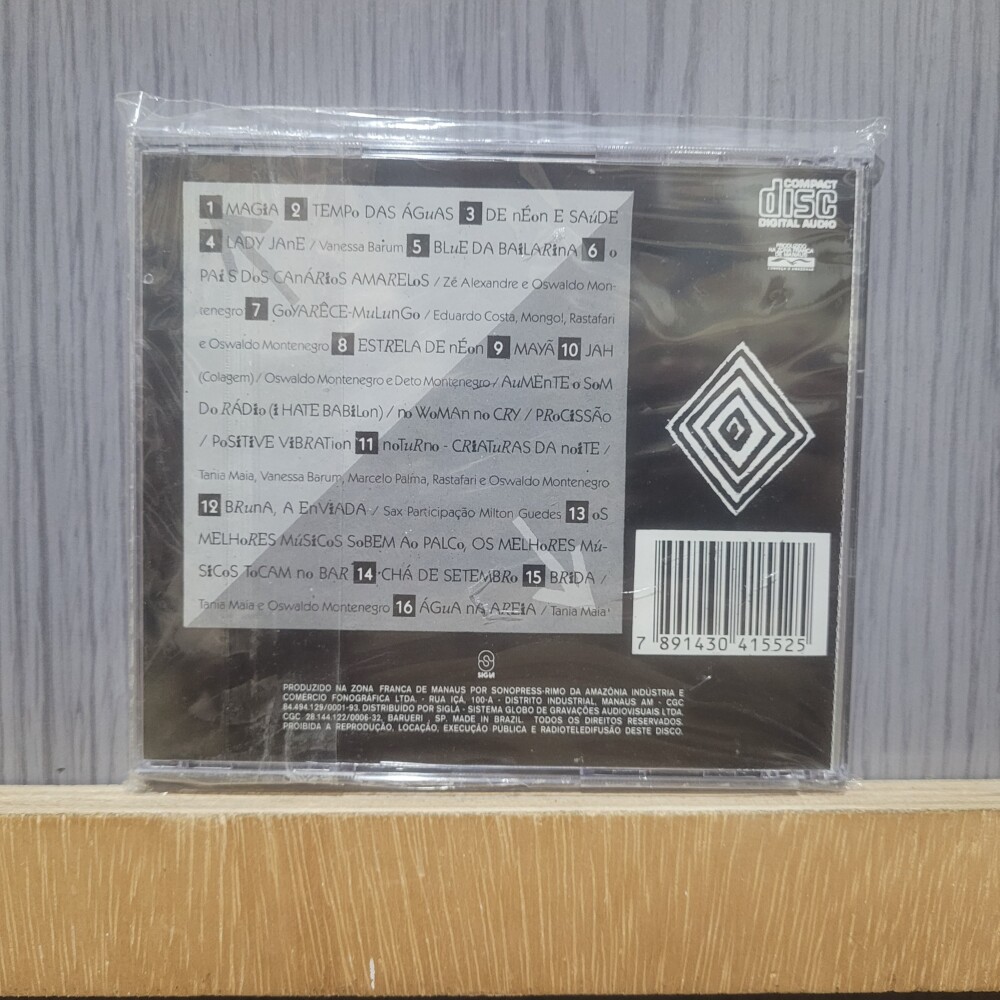 1 MAGiA 2 TEMPo DAS ÁGuAS 3 DE nÉon E SAúDE
4 LADY JAnE / Vanessa Barum 5 BLuE DA BAiLARinA 6 o
PAíS DoS CAnÁRioS AMARELoS / Zé Alexandre e Oswaldo Mon-
tenegro 7 GoYARÊCE-MuLunGo / Eduardo Costa, Mongol, Rastafari
e Oswaldo Montenegro 8 ESTRELA DE nÉon 9 MAYÃ 10 JAH
(Colagem) / Oswaldo Montenegro e Deto Montenegro / AuMEnTE o SoM
Do RÁDio (i HATE BABiLon) / no WoMAn no CRY / PRoCiSSÃo
/ PoSiTiVE ViBRATion 11 noTuRno - CRiATuRAS DA noiTE /
Tania Maia, Vanessa Barum, Marcelo Palma, Rastafari e Oswaldo Montenegro
12 BRunA, A EnViADA / Sax Participação Milton Guedes 13 oS
MELHoRES MúSiCoS SoBEM Ao PALCo, OS MELHoRES Mú-
SiCoS ToCAM no BAR 14 CHÁ DE SETEMBRo 15 BRiDA /
Tania Maia e Oswaldo Montenegro 16 ÁGuA nA AREiA / Tania Maia
COMPACT
disc
DIGITAL AUDIO
PRODUZIDO
NA ZONA FRANCA
DE MANAUS
7 891430 415525
SIGLA
PRODUZIDO NA ZONA FRANCA DE MANAUS POR SONOPRESS-RIMO DA AMAZÔNIA INDÚSTRIA E
COMÉRCIO FONOGRÁFICA LTDA. - RUA IÇÁ, 100-A - DISTRITO INDUSTRIAL, MANAUS AM - CGC
84.494.129/0001-93. DISTRIBUÍDO POR SIGLA - SISTEMA GLOBO DE GRAVAÇÕES AUDIOVISUAIS LTDA.
CGC 28.144.122/0006-32, BARUERI, SP. MADE IN BRAZIL. TODOS OS DIREITOS RESERVADOS.
PROIBIDA A REPRODUÇÃO, LOCAÇÃO, EXECUÇÃO PÚBLICA E RADIOTELEDIFUSÃO DESTE DISCO.